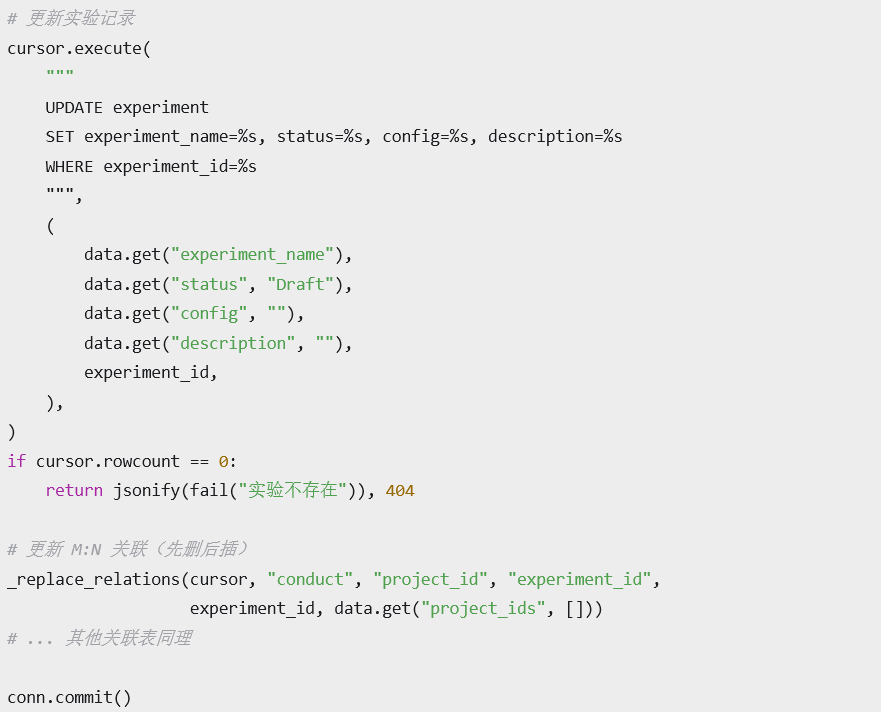 # 更新实验记录
cursor.execute(
    """
    UPDATE experiment
    SET experiment_name=%s, status=%s, config=%s, description=%s
    WHERE experiment_id=%s
    """,
    (
        data.get("experiment_name"),
        data.get("status", "Draft"),
        data.get("config", ""),
        data.get("description", ""),
        experiment_id,
    ),
)
if cursor.rowcount == 0:
    return jsonify(fail("实验不存在")), 404

# 更新 M:N 关联（先删后插）
_replace_relations(cursor, "conduct", "project_id", "experiment_id",
                   experiment_id, data.get("project_ids", []))
# ... 其他关联表同理

conn.commit()